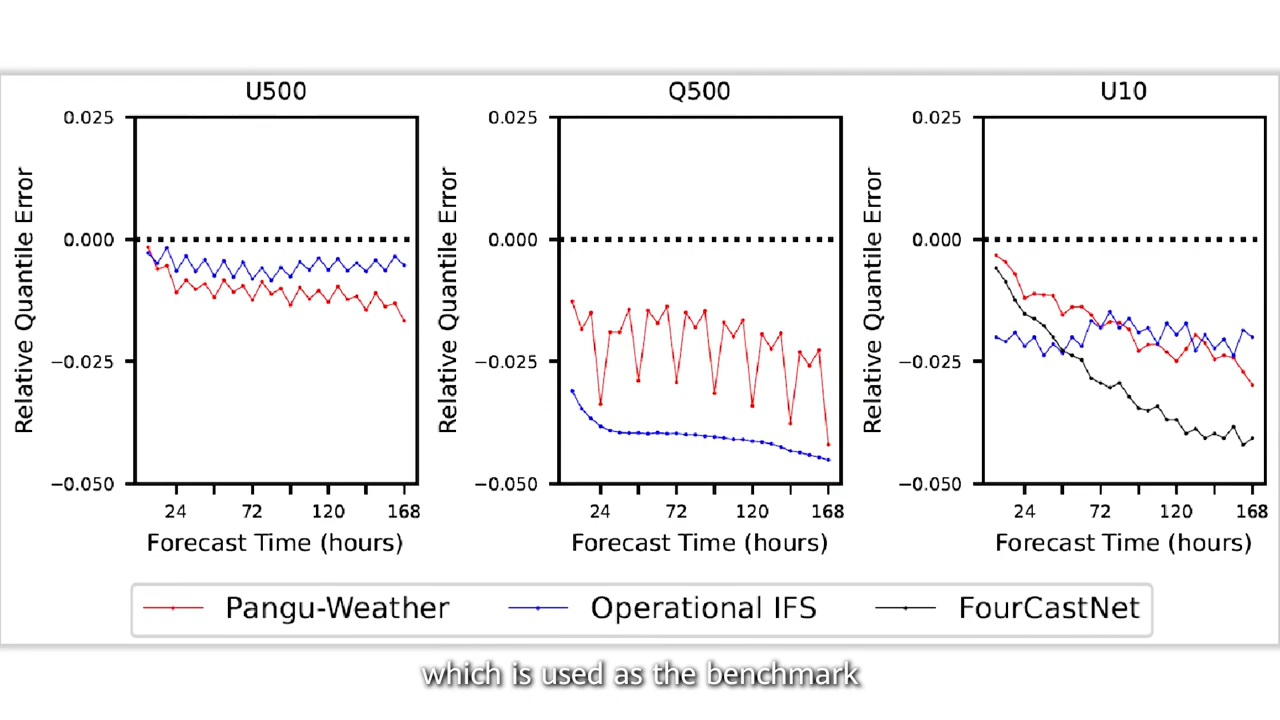 U500
0.025
0.000
−0.025
−0.050
Relative Quantile Error
24 72 120 168
Forecast Time (hours)
Q500
0.025
0.000
−0.025
−0.050
Relative Quantile Error
24 72 120 168
Forecast Time (hours)
U10
0.025
0.000
−0.025
−0.050
Relative Quantile Error
24 72 120 168
Forecast Time (hours)
Pangu-Weather Operational IFS FourCastNet
which is used as the benchmark